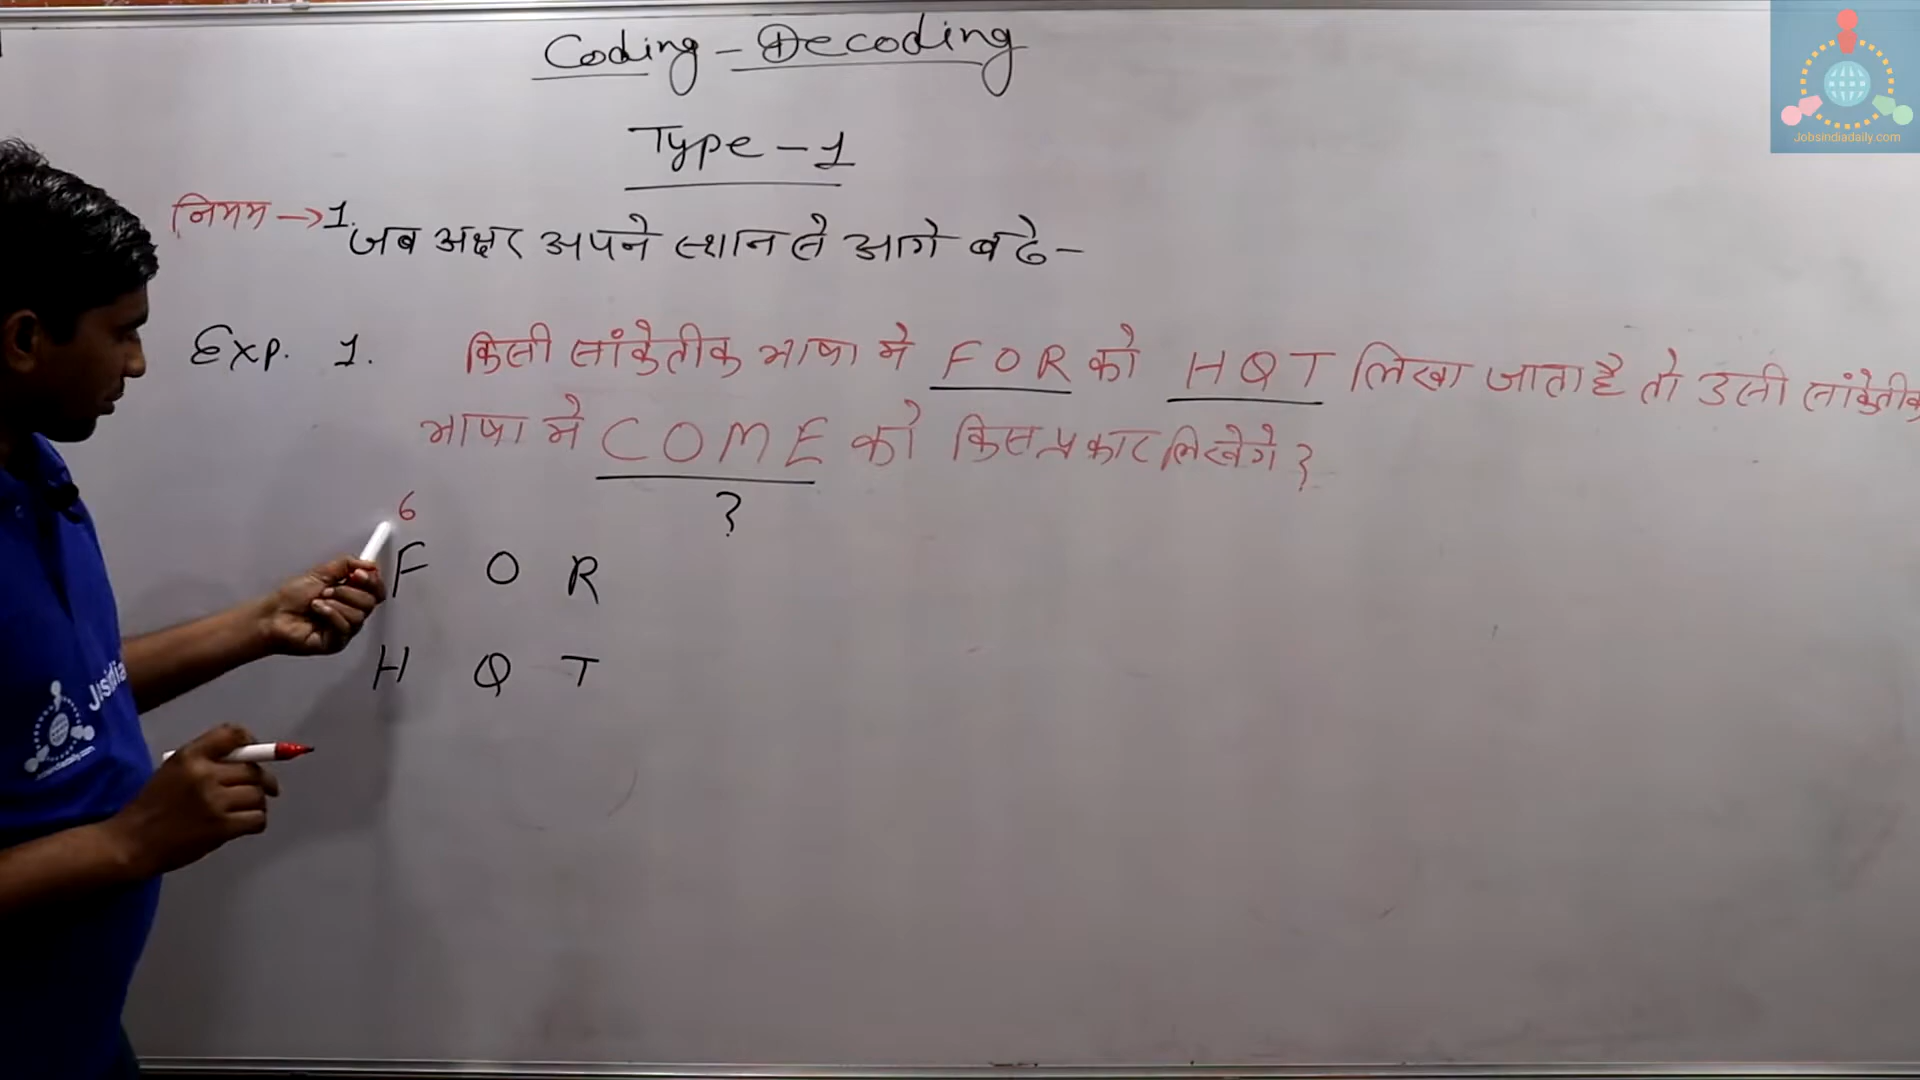 Coding - Decoding
Type - 1
नियम → 1. जब अक्षर अपने स्थान से आगे बढे -
Exp. 1. किसी सांकेतीक भाषा मे FOR को HQT लिखा जाता है तो उसी सांकेतीक
भाषा मे COME को किस प्रकार लिखेगे ?
?
6
F O R
H Q T
Jobsindiadaily.com